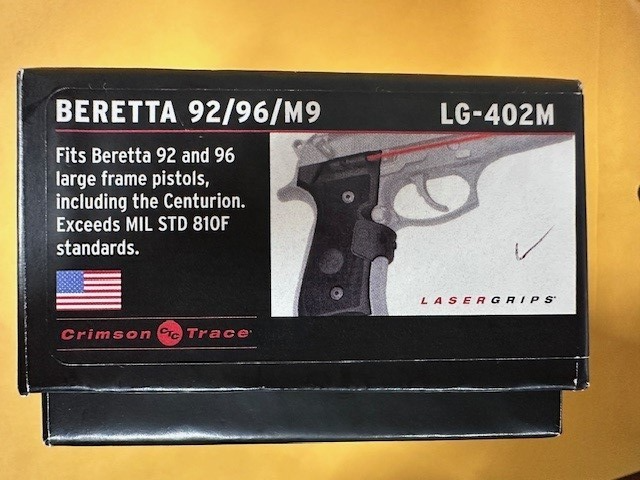 BERETTA 92/96/M9 LG-402M
Fits Beretta 92 and 96
large frame pistols,
including the Centurion.
Exceeds MIL STD 810F
standards.
LASERGRIPS
Crimson CTC Trace